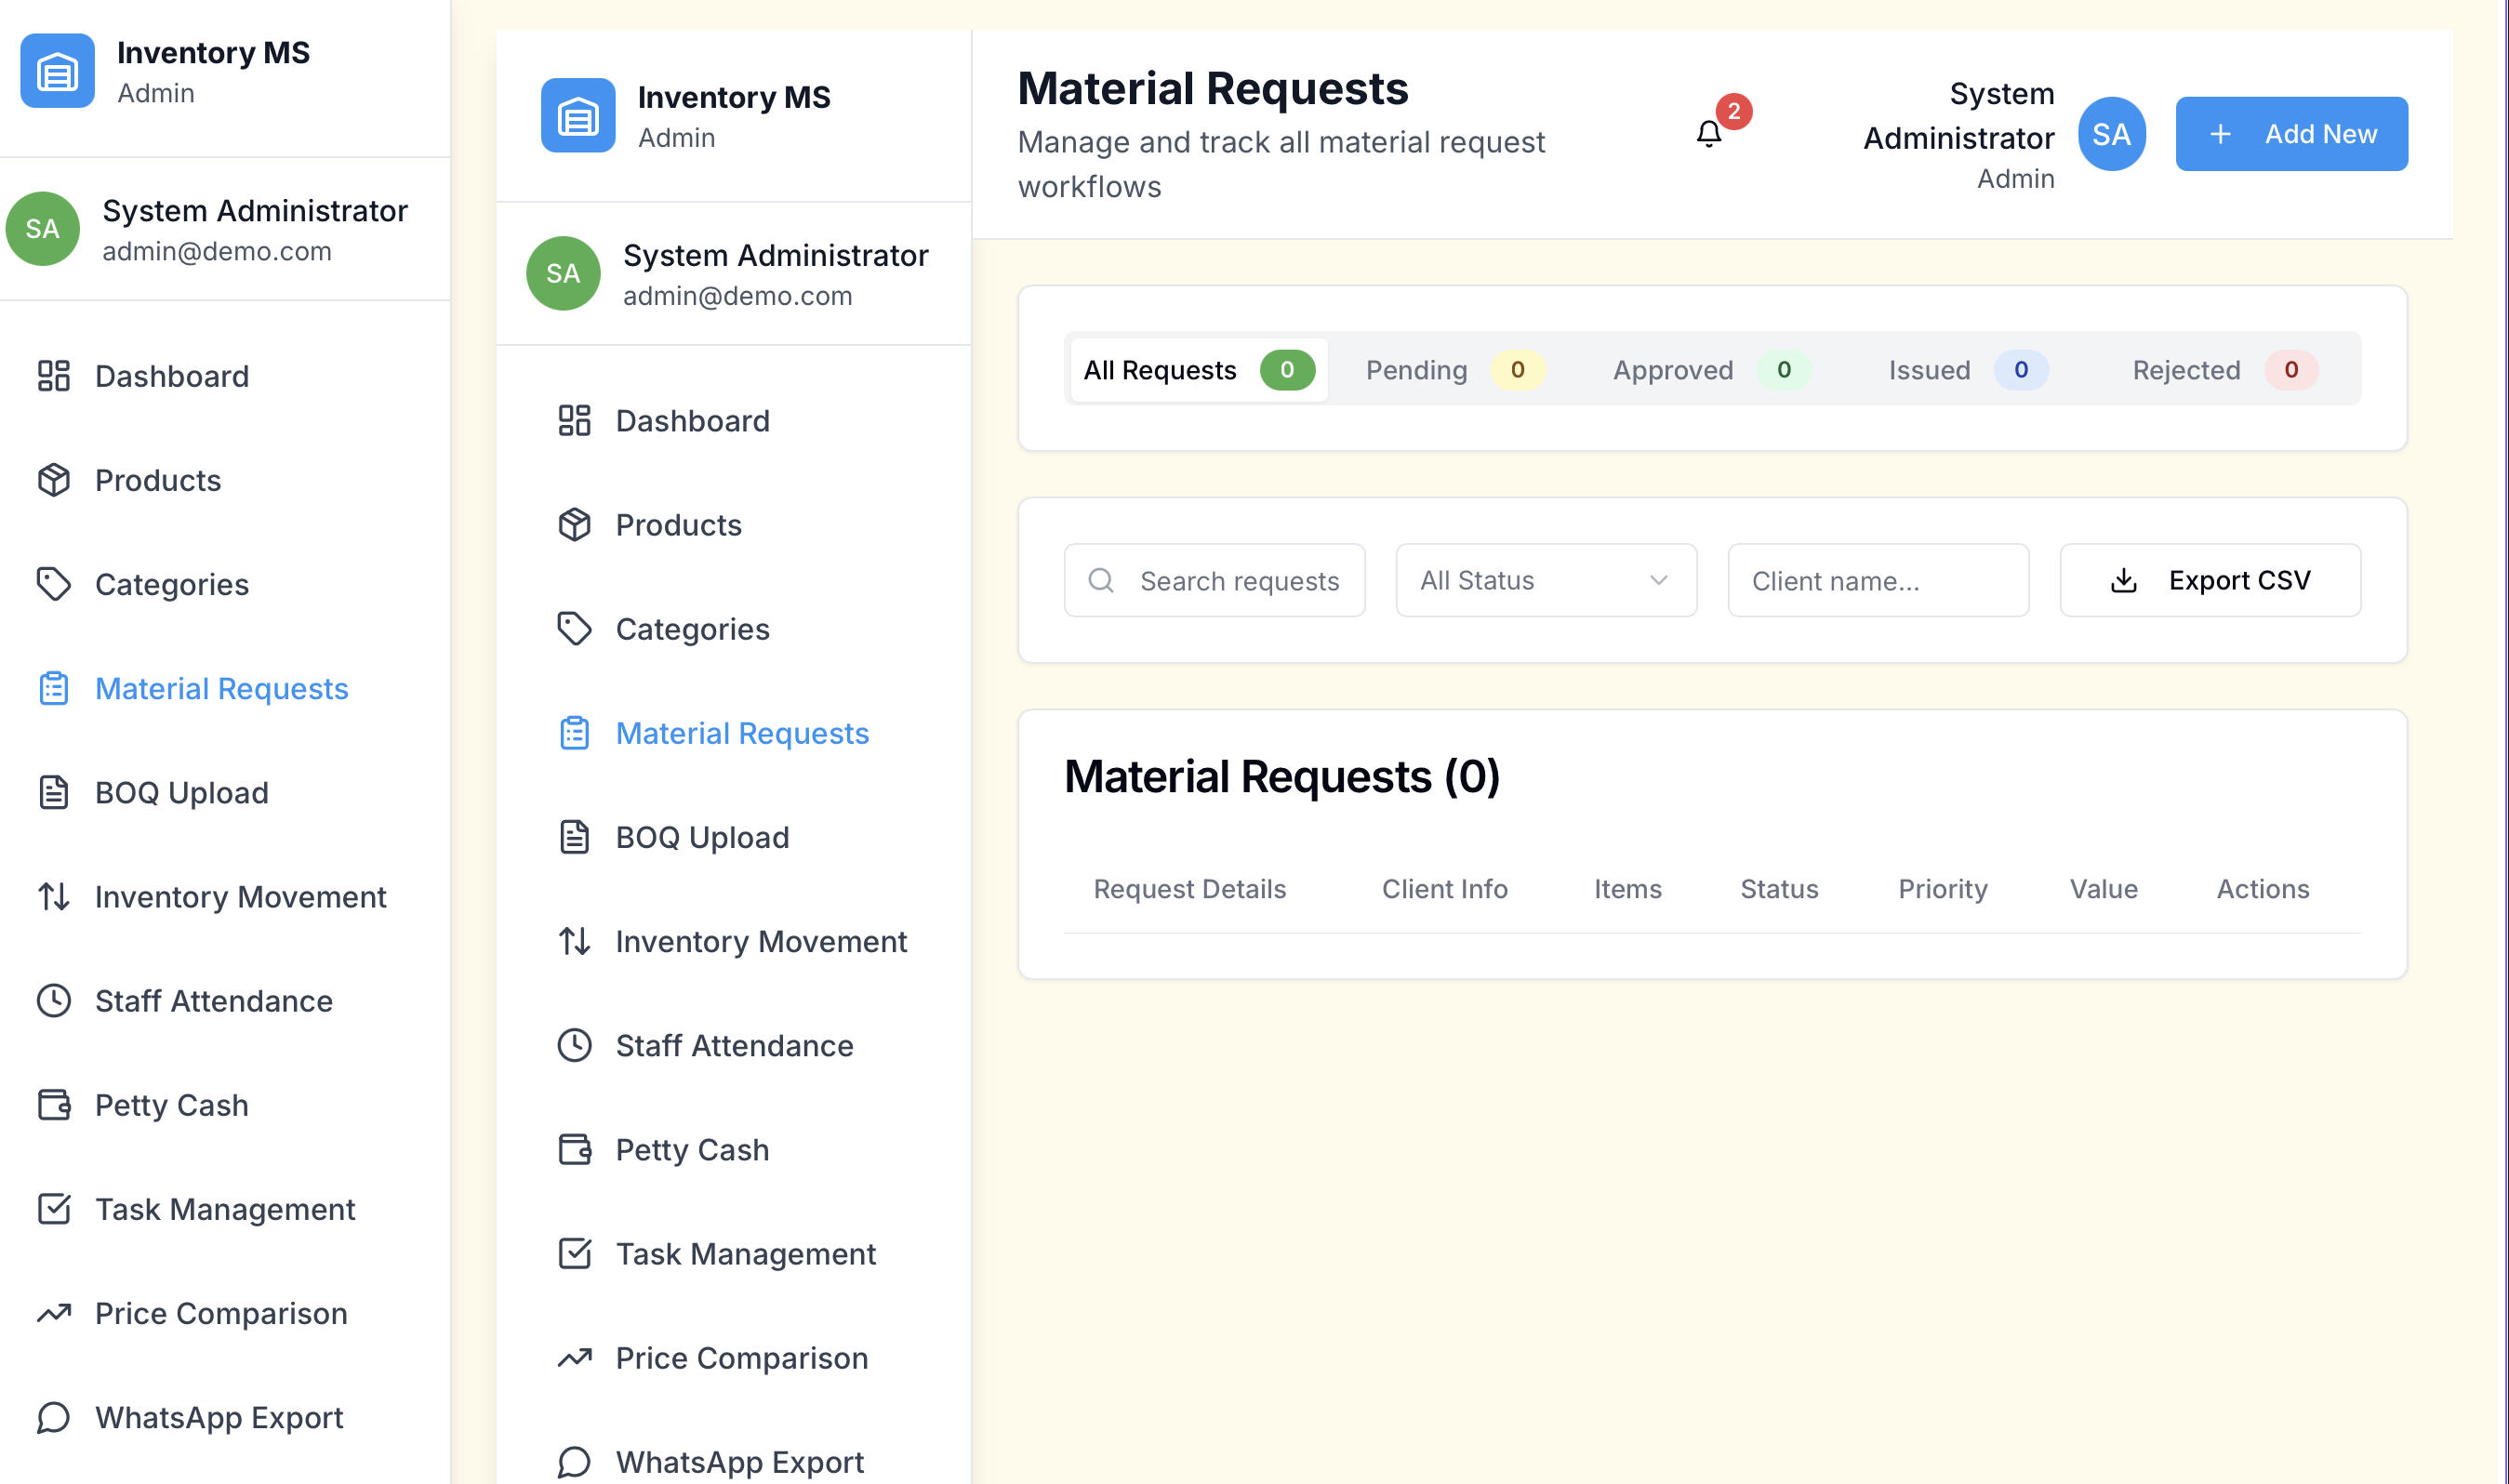 Inventory MS
Admin
SA
System Administrator
admin@demo.com
Dashboard
Products
Categories
Material Requests
BOQ Upload
Inventory Movement
Staff Attendance
Petty Cash
Task Management
Price Comparison
WhatsApp Export
Inventory MS
Admin
SA
System Administrator
admin@demo.com
Dashboard
Products
Categories
Material Requests
BOQ Upload
Inventory Movement
Staff Attendance
Petty Cash
Task Management
Price Comparison
WhatsApp Export
Material Requests
Manage and track all material request
workflows
2
System
Administrator
Admin
SA
+ Add New
All Requests 0 Pending 0 Approved 0 Issued 0 Rejected 0
Search requests All Status Client name... Export CSV
Material Requests (0)
Request Details Client Info Items Status Priority Value Actions